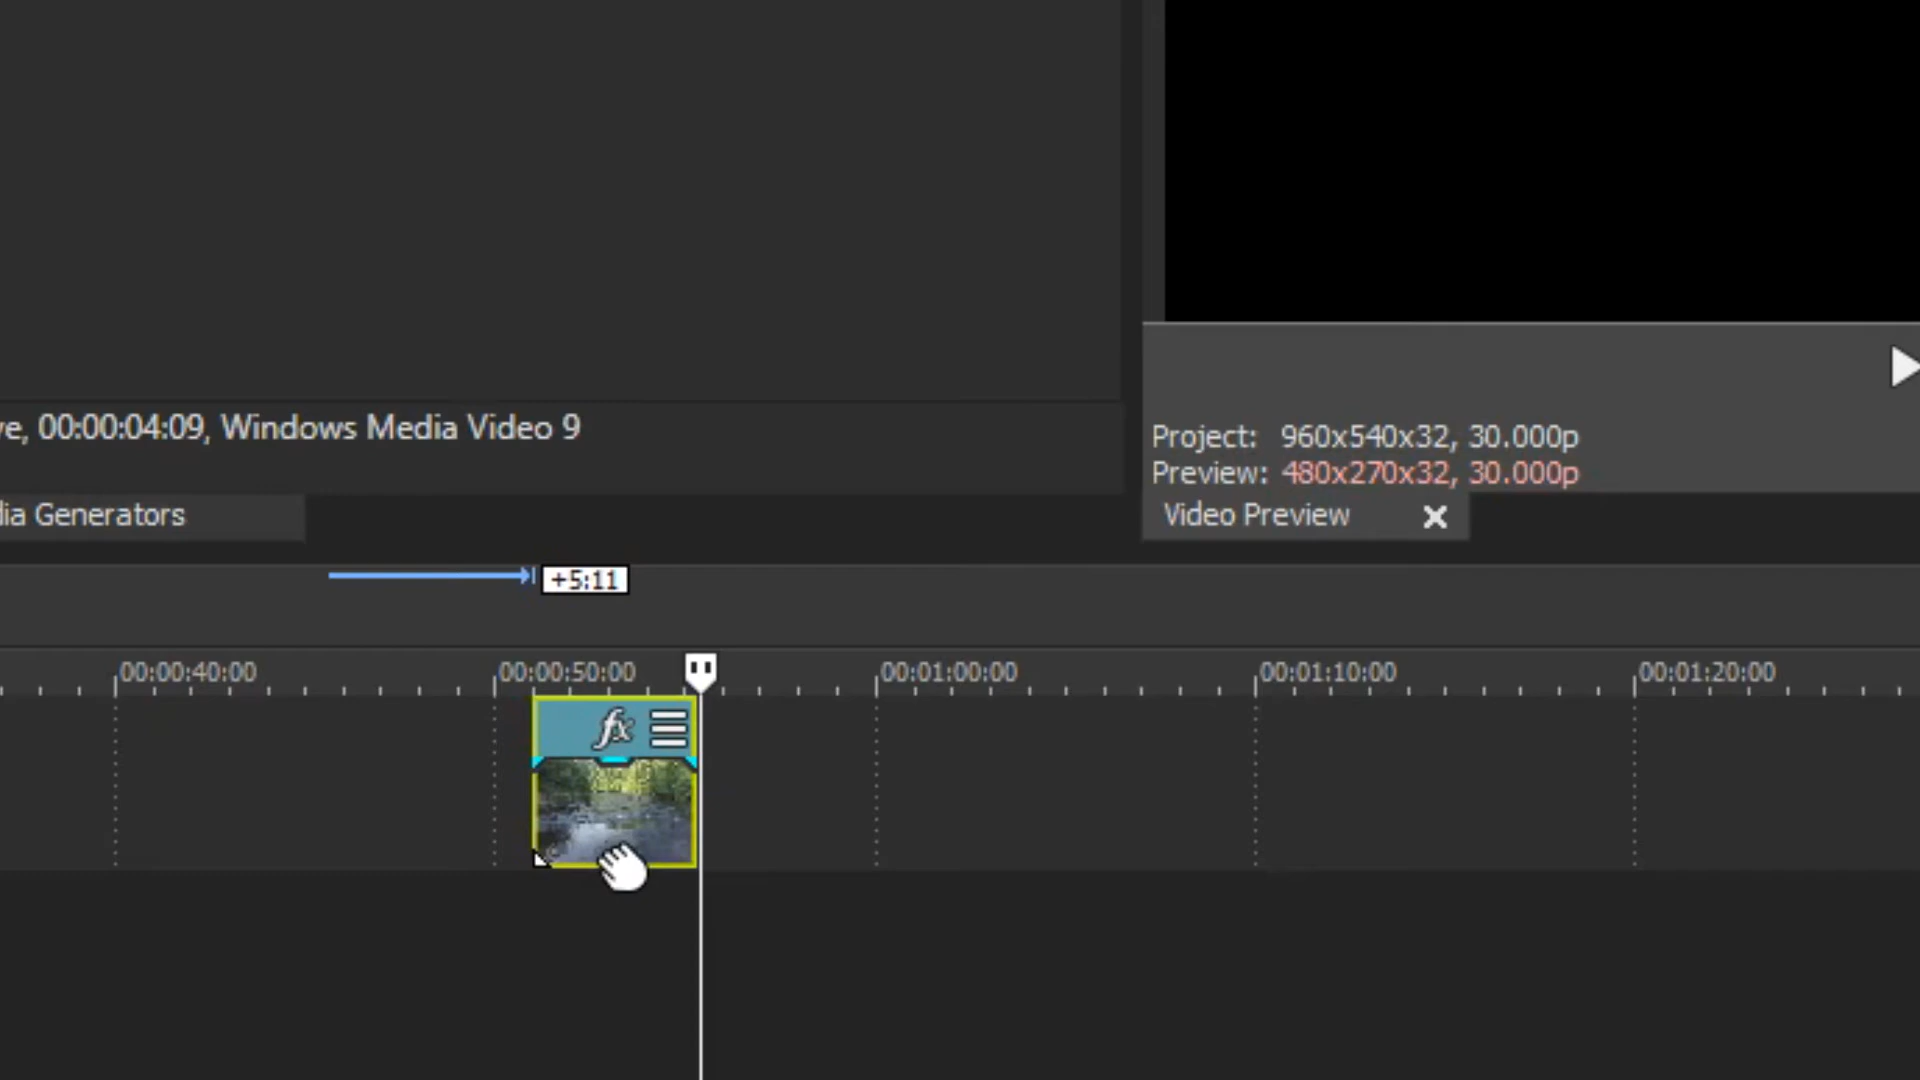 ve, 00:00:04:09, Windows Media Video 9
Project: 960x540x32, 30.000p
Preview: 480x270x32, 30.000p
dia Generators
Video Preview
+5:11
00:00:40:00 00:00:50:00 00:01:00:00 00:01:10:00 00:01:20:00
fx